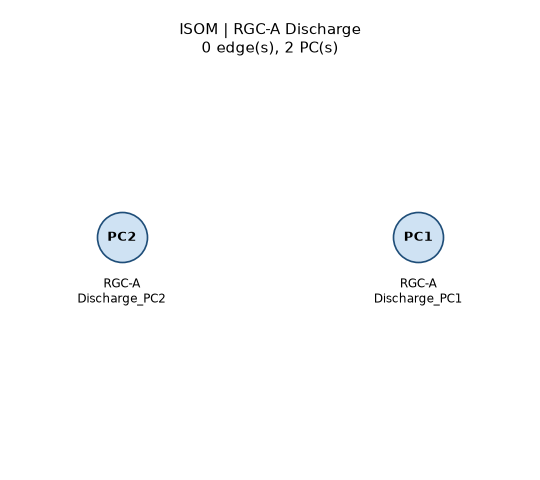 ISOM | RGC-A Discharge
0 edge(s), 2 PC(s)
PC2
PC1
RGC-A
Discharge_PC2
RGC-A
Discharge_PC1